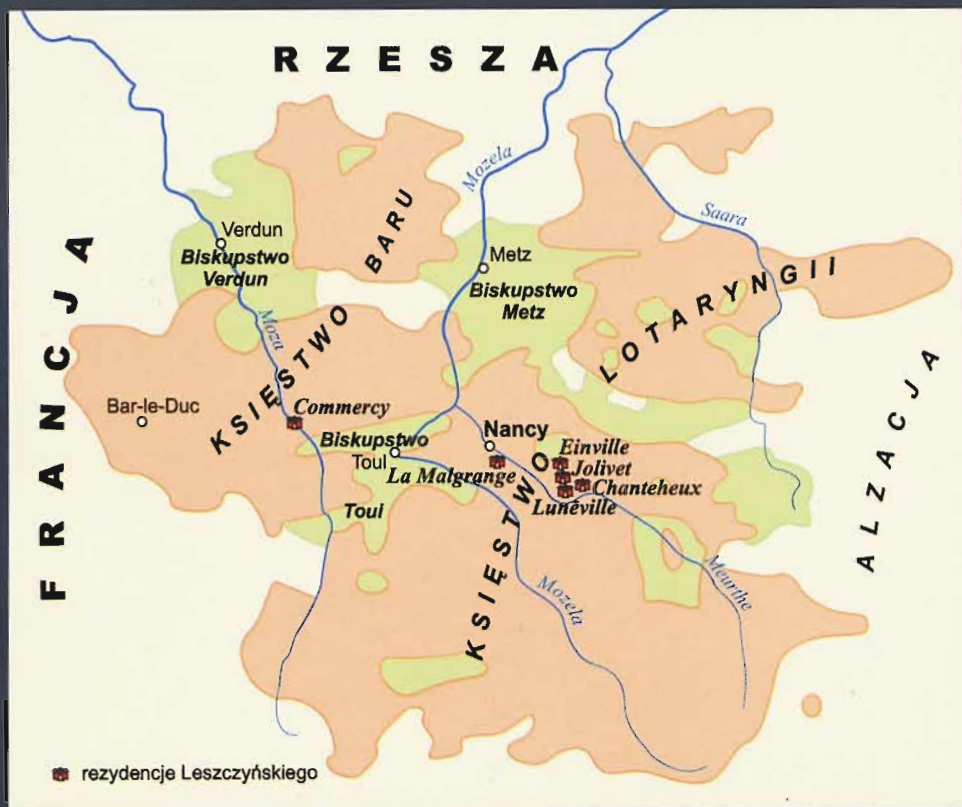 RZESZA
FRANCJA
ALZACJA
KSIĘSTWO BARU
KSIĘSTWO LOTARYNGII
Mozela
Saara
Verdun
Biskupstwo
Verdun
Metz
Biskupstwo
Metz
Moza
Bar-le-Duc
Commercy
Biskupstwo
Toul
Toul
Nancy
La Malgrange
Einville
Jolivet
Chanteheux
Lunéville
Mozela
Meurthe
rezydencje Leszczyńskiego